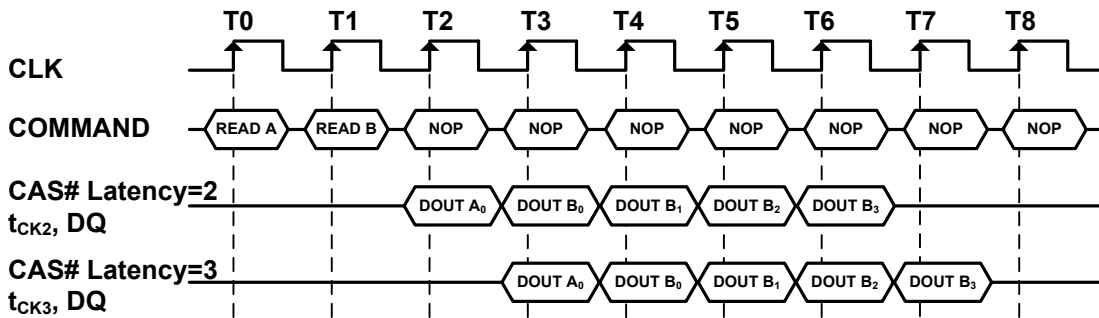 T0 T1 T2 T3 T4 T5 T6 T7 T8
CLK
COMMAND READ A READ B NOP NOP NOP NOP NOP NOP NOP
CAS# Latency=2
tCK2, DQ DOUT A₀ DOUT B₀ DOUT B₁ DOUT B₂ DOUT B₃
CAS# Latency=3
tCK3, DQ DOUT A₀ DOUT B₀ DOUT B₁ DOUT B₂ DOUT B₃